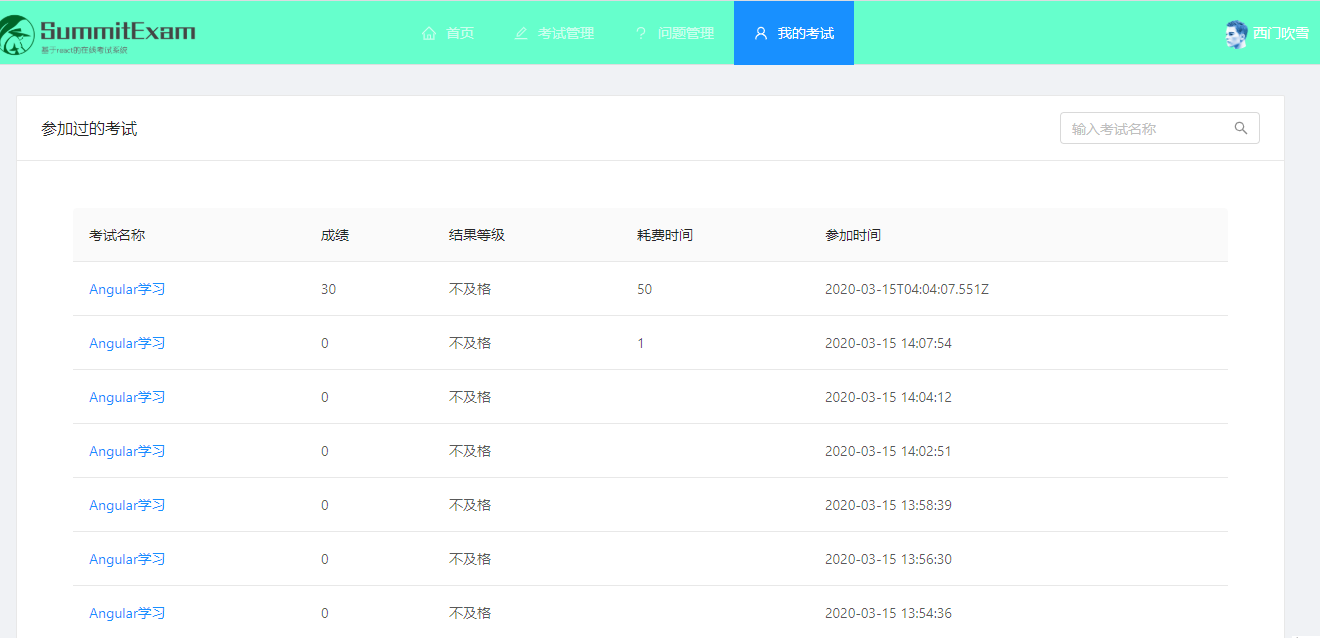 SummitExam
基于react的在线考试系统
首页 考试管理 ? 问题管理 我的考试 西门吹雪
参加过的考试 输入考试名称
考试名称 成绩 结果等级 耗费时间 参加时间
Angular学习 30 不及格 50 2020-03-15T04:04:07.551Z
Angular学习 0 不及格 1 2020-03-15 14:07:54
Angular学习 0 不及格 2020-03-15 14:04:12
Angular学习 0 不及格 2020-03-15 14:02:51
Angular学习 0 不及格 2020-03-15 13:58:39
Angular学习 0 不及格 2020-03-15 13:56:30
Angular学习 0 不及格 2020-03-15 13:54:36